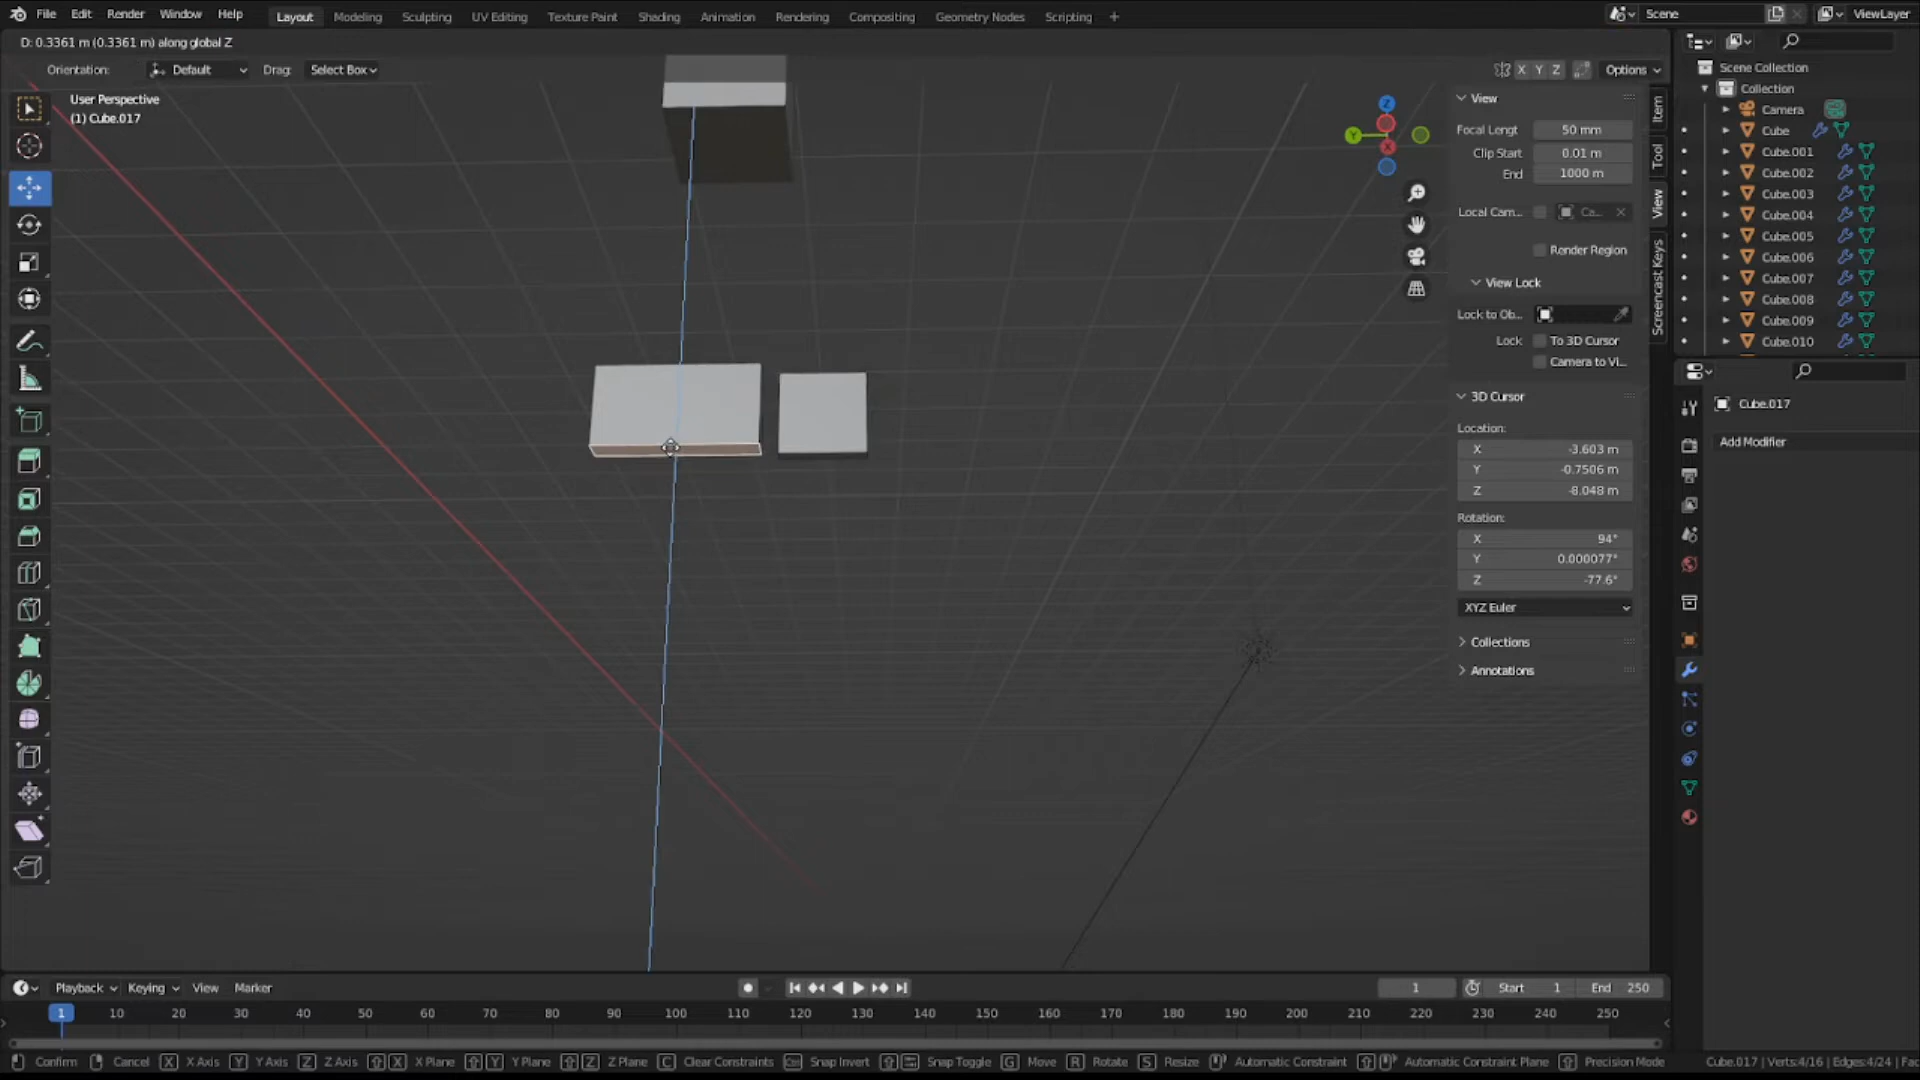 File Edit Render Window Help Layout Modeling Sculpting UV Editing Texture Paint Shading Animation Rendering Compositing Geometry Nodes Scripting + Scene ViewLayer
D: 0.3361 m (0.3361 m) along global Z
Orientation: Default Drag: Select Box X Y Z Options
User Perspective
(1) Cube.017
Z
Y
X
View
Focal Lengt 50 mm
Clip Start 0.01 m
End 1000 m
Local Cam... Ca...
Render Region
View Lock
Lock to Ob...
Lock To 3D Cursor
Camera to Vi...
3D Cursor
Location:
X -3.603 m
Y -0.7506 m
Z -8.048 m
Rotation:
X 94°
Y 0.000077°
Z -77.6°
XYZ Euler
Collections
Annotations
Item
Tool
View
Screencast Keys
Scene Collection
Collection
Camera
Cube
Cube.001
Cube.002
Cube.003
Cube.004
Cube.005
Cube.006
Cube.007
Cube.008
Cube.009
Cube.010
Cube.017
Add Modifier
Playback Keying View Marker 1 Start 1 End 250
1 10 20 30 40 50 60 70 80 90 100 110 120 130 140 150 160 170 180 190 200 210 220 230 240 250
Confirm Cancel X X Axis Y Y Axis Z Z Axis X X Plane Y Y Plane Z Z Plane C Clear Constraints Ctrl Snap Invert Snap Toggle G Move R Rotate S Resize Automatic Constraint Automatic Constraint Plane Precision Mode Cube.017 | Verts:4/16 | Edges:4/24 | Fac